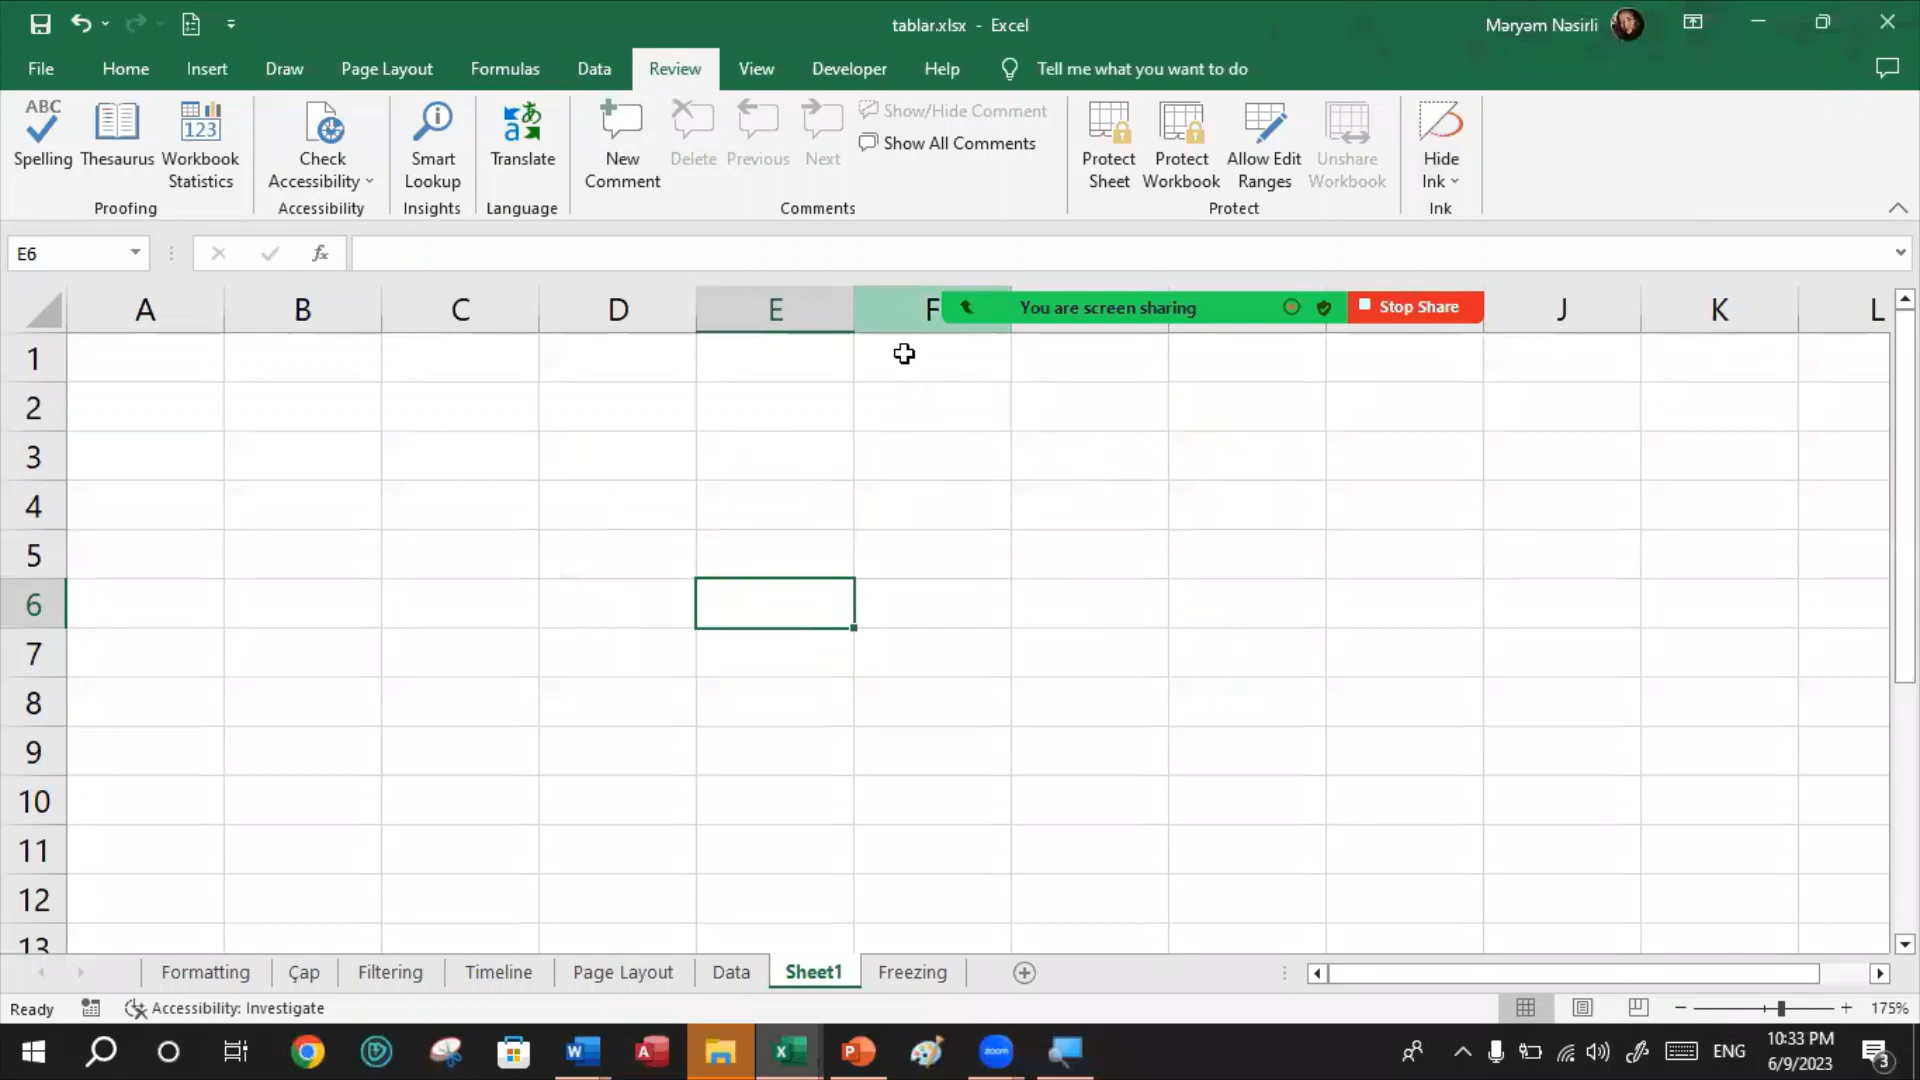 tablar.xlsx - Excel
Məryəm Nəsirli
File Home Insert Draw Page Layout Formulas Data Review View Developer Help Tell me what you want to do
ABC
Spelling
Thesaurus
123
Workbook Statistics
Proofing
Check Accessibility
Accessibility
Smart Lookup
Insights
Translate
Language
New Comment
Delete
Previous
Next
Show/Hide Comment
Show All Comments
Comments
Protect Sheet
Protect Workbook
Allow Edit Ranges
Unshare Workbook
Protect
Hide Ink
Ink
E6
fx
A B C D E F J K L
You are screen sharing
Stop Share
1
2
3
4
5
6
7
8
9
10
11
12
13
Formatting Çap Filtering Timeline Page Layout Data Sheet1 Freezing
Ready Accessibility: Investigate 175%
W A X P zoom
ENG
10:33 PM
6/9/2023
3